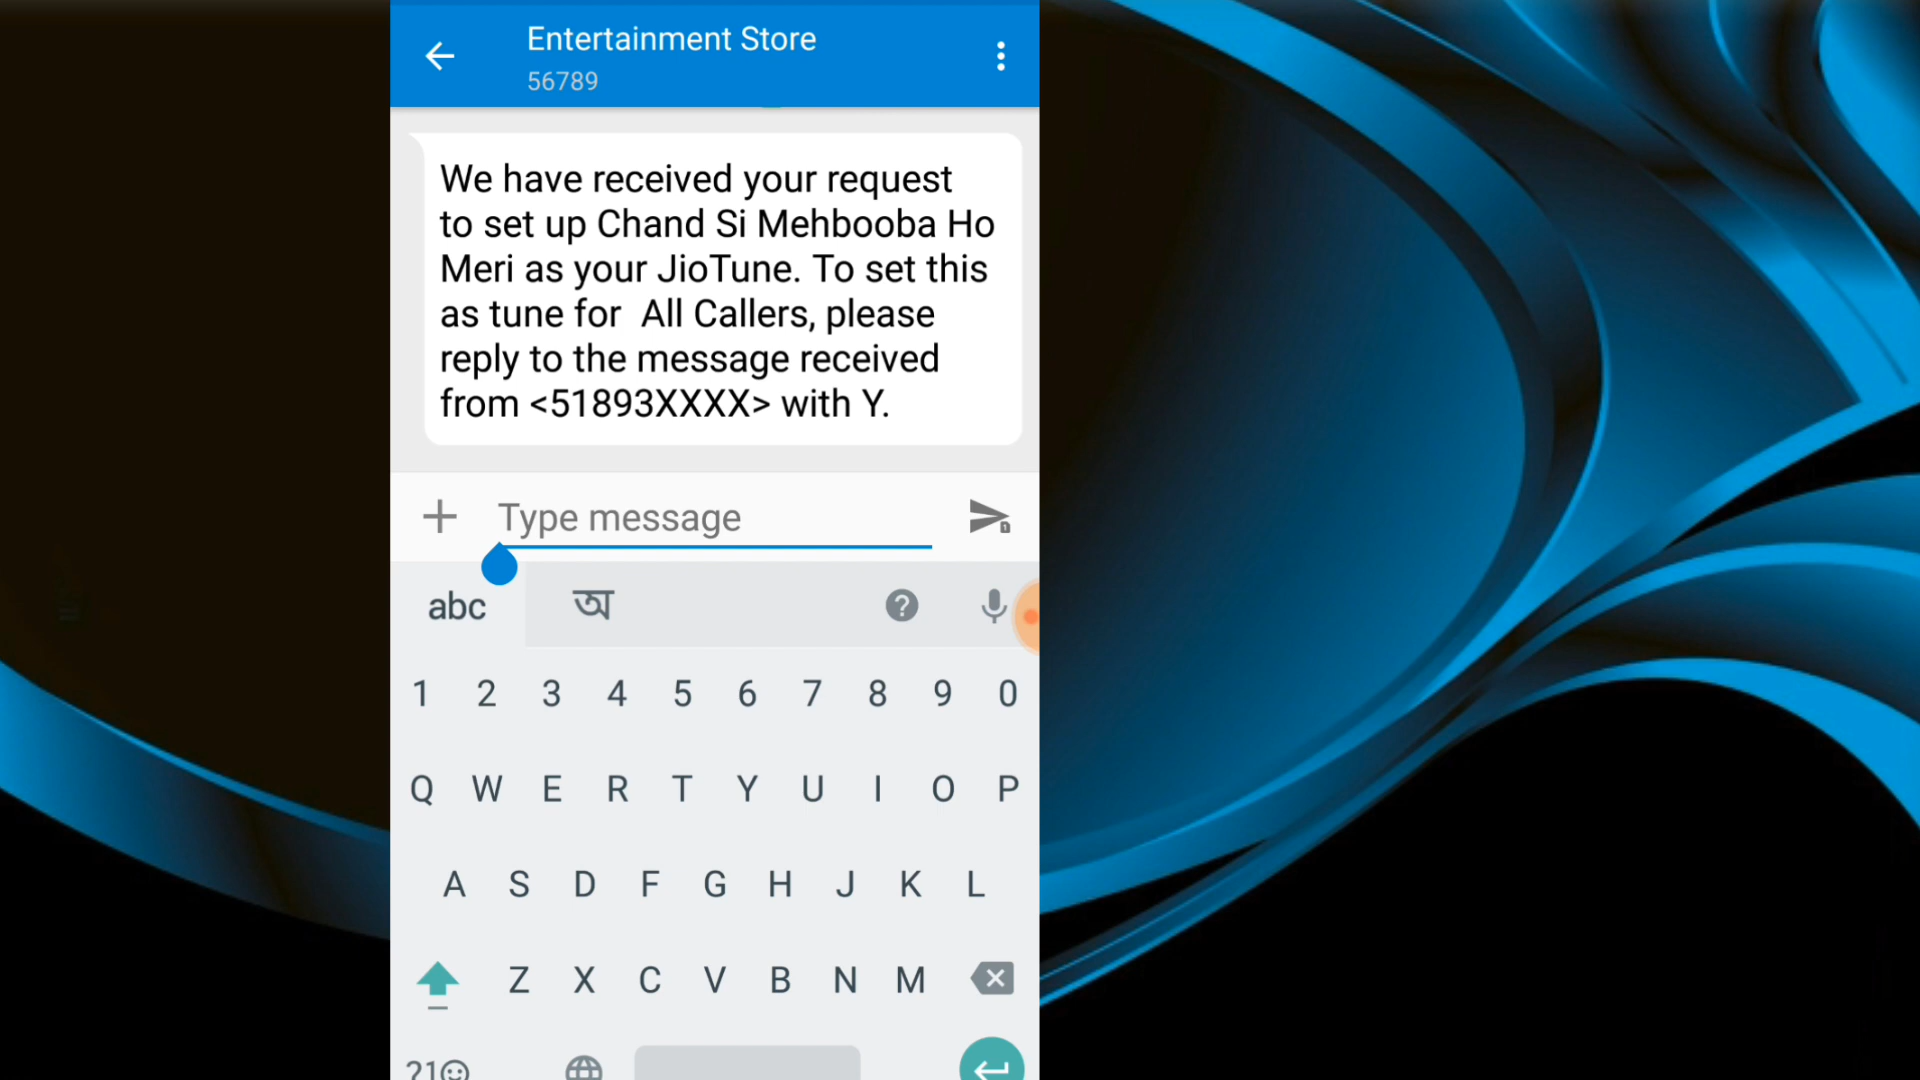 Entertainment Store
56789
We have received your request
to set up Chand Si Mehbooba Ho
Meri as your JioTune. To set this
as tune for  All Callers, please
reply to the message received
from <51893XXXX> with Y.
Type message
1
abc অ ?
1 2 3 4 5 6 7 8 9 0
Q W E R T Y U I O P
A S D F G H J K L
Z X C V B N M
?1☺